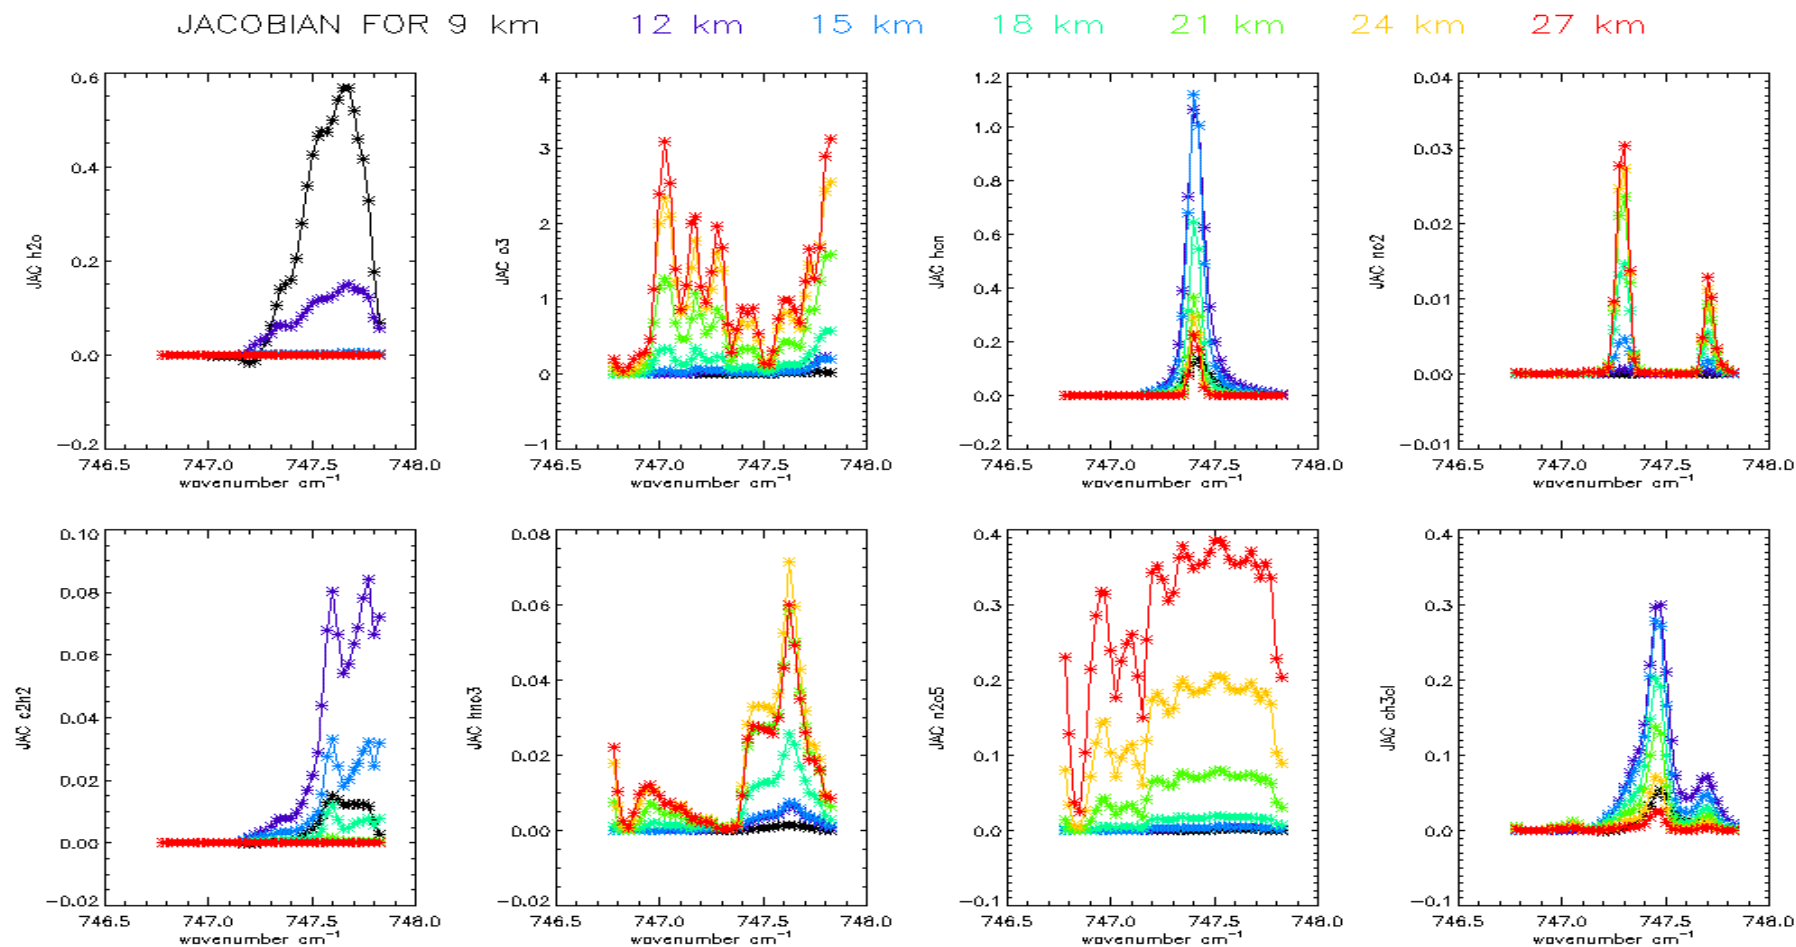 JACOBIAN FOR 9 km 12 km 15 km 18 km 21 km 24 km 27 km
0.6
0.4
0.2
0.0
-0.2
JAC h2o
746.5 747.0 747.5 748.0
wavenumber cm-1
4
3
2
1
0
-1
JAC o3
746.5 747.0 747.5 748.0
wavenumber cm-1
1.2
1.0
0.8
0.6
0.4
0.2
0.0
-0.2
JAC hcn
746.5 747.0 747.5 748.0
wavenumber cm-1
0.04
0.03
0.02
0.01
0.00
-0.01
JAC no2
746.5 747.0 747.5 748.0
wavenumber cm-1
0.10
0.08
0.06
0.04
0.02
0.00
-0.02
JAC c2h2
746.5 747.0 747.5 748.0
wavenumber cm-1
0.08
0.06
0.04
0.02
0.00
-0.02
JAC hno3
746.5 747.0 747.5 748.0
wavenumber cm-1
0.4
0.3
0.2
0.1
0.0
-0.1
JAC n2o5
746.5 747.0 747.5 748.0
wavenumber cm-1
0.4
0.3
0.2
0.1
0.0
-0.1
JAC ch3cl
746.5 747.0 747.5 748.0
wavenumber cm-1